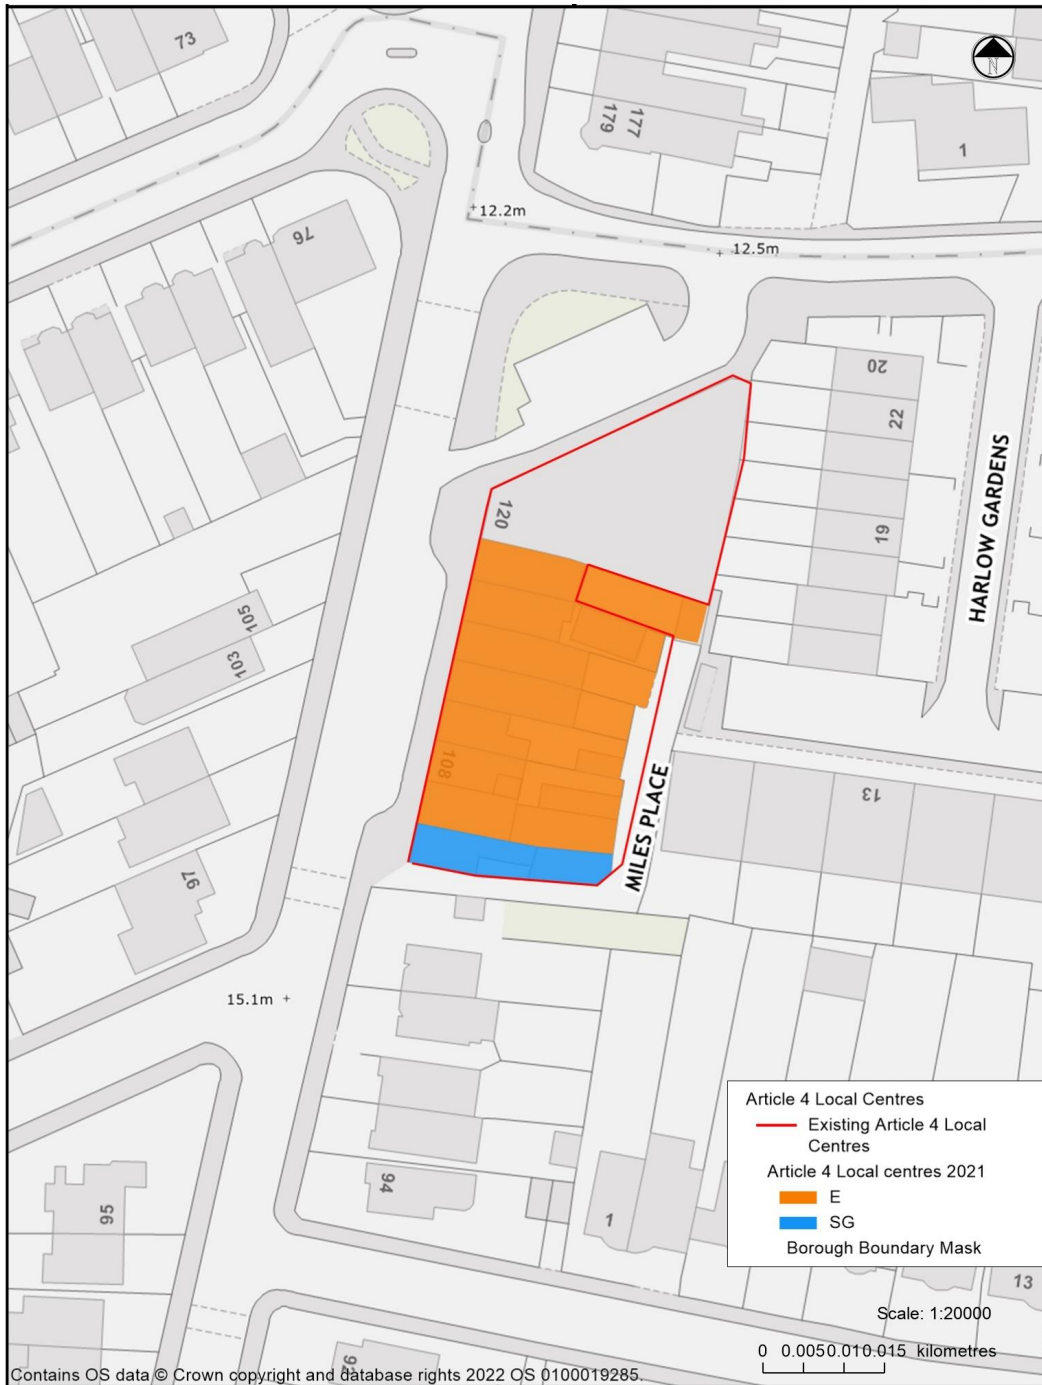 73
N
179
177
1
12.2m
12.5m
76
20
22
19
HARLOW GARDENS
120
105
103
108
MILES PLACE
13
97
15.1m
94
95
1
13
Article 4 Local Centres
Existing Article 4 Local
Centres
Article 4 Local centres 2021
E
SG
Borough Boundary Mask
Scale: 1:20000
0 0.0050.010.015 kilometres
Contains OS data © Crown copyright and database rights 2022 OS 0100019285.